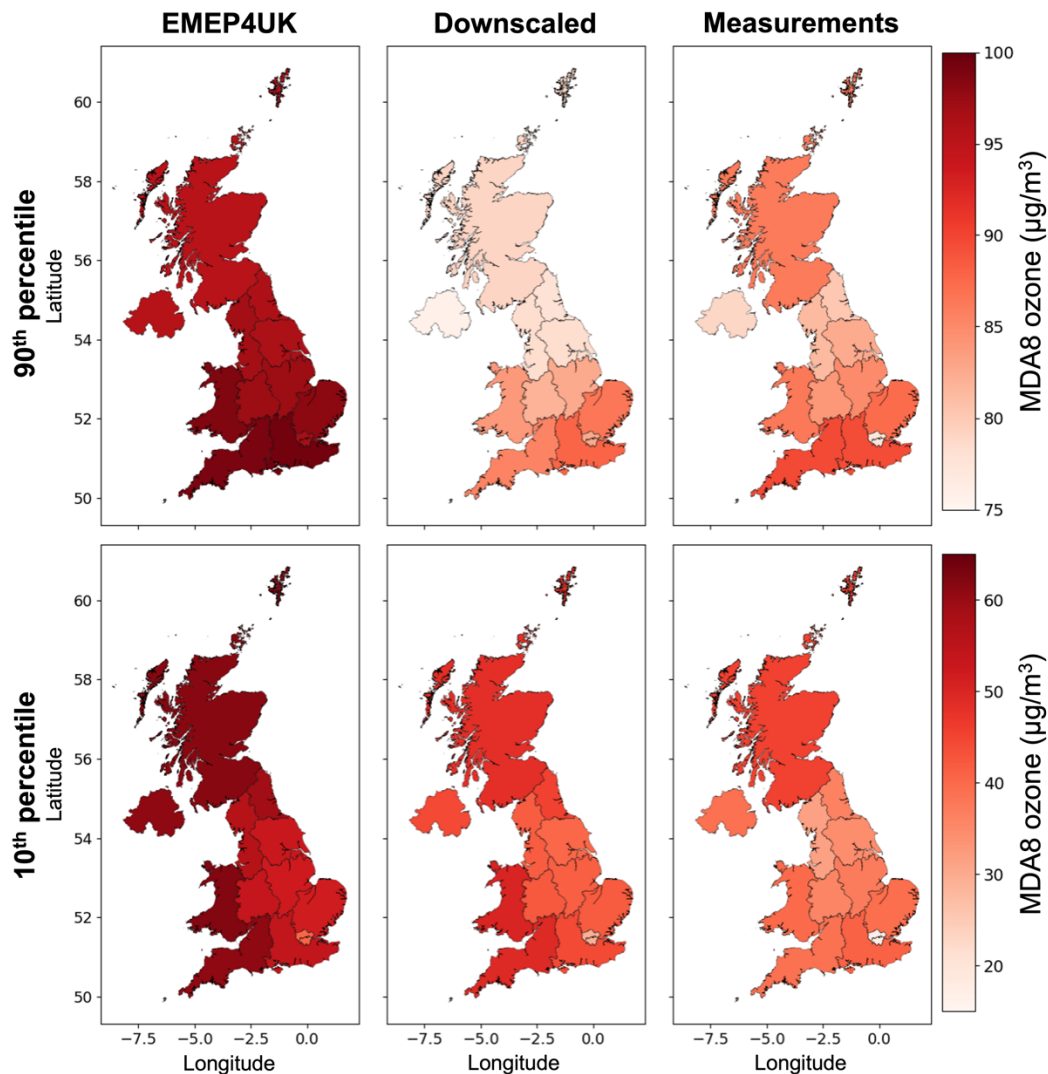 EMEP4UK
Downscaled
Measurements
90th percentile
Latitude
60
58
56
54
52
50
100
95
90
85
80
75
MDA8 ozone (µg/m³)
10th percentile
Latitude
60
58
56
54
52
50
60
50
40
30
20
MDA8 ozone (µg/m³)
−7.5 −5.0 −2.5 0.0
Longitude
−7.5 −5.0 −2.5 0.0
Longitude
−7.5 −5.0 −2.5 0.0
Longitude